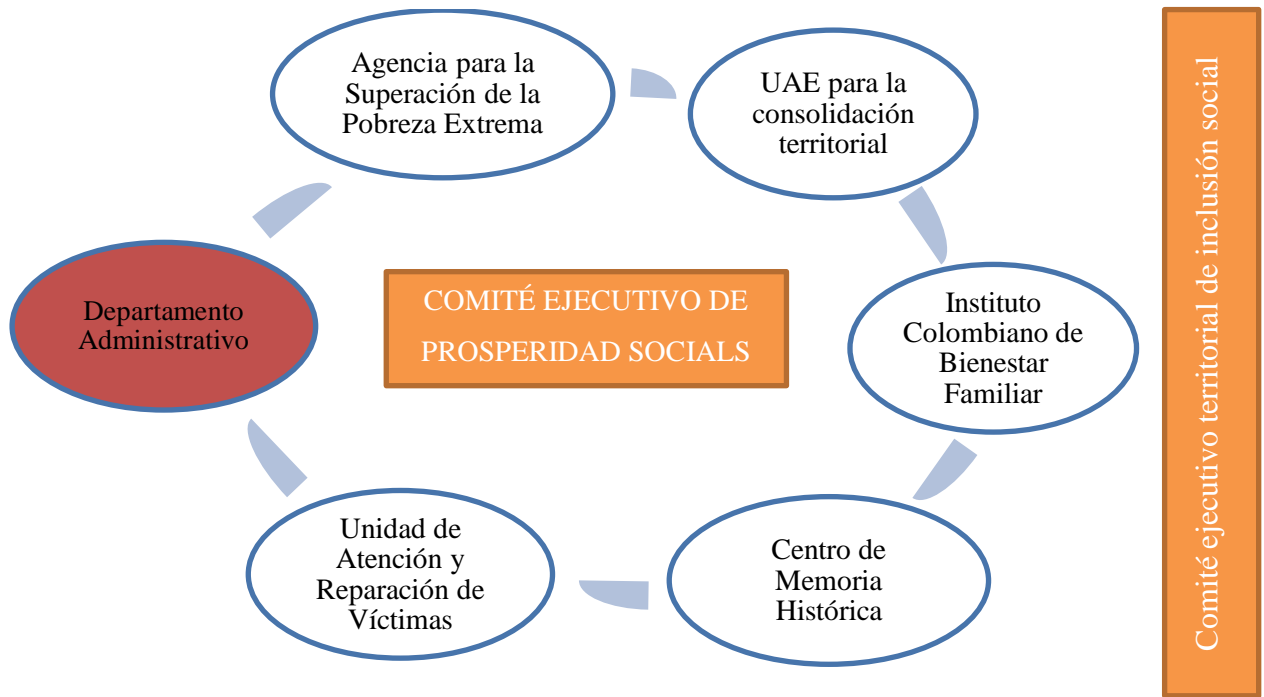 Agencia para la
Superación de la
Pobreza Extrema
UAE para la
consolidación
territorial
Departamento
Administrativo
COMITÉ EJECUTIVO DE
PROSPERIDAD SOCIALS
Instituto
Colombiano de
Bienestar
Familiar
Unidad de
Atención y
Reparación de
Víctimas
Centro de
Memoria
Histórica
Comité ejecutivo territorial de inclusión social